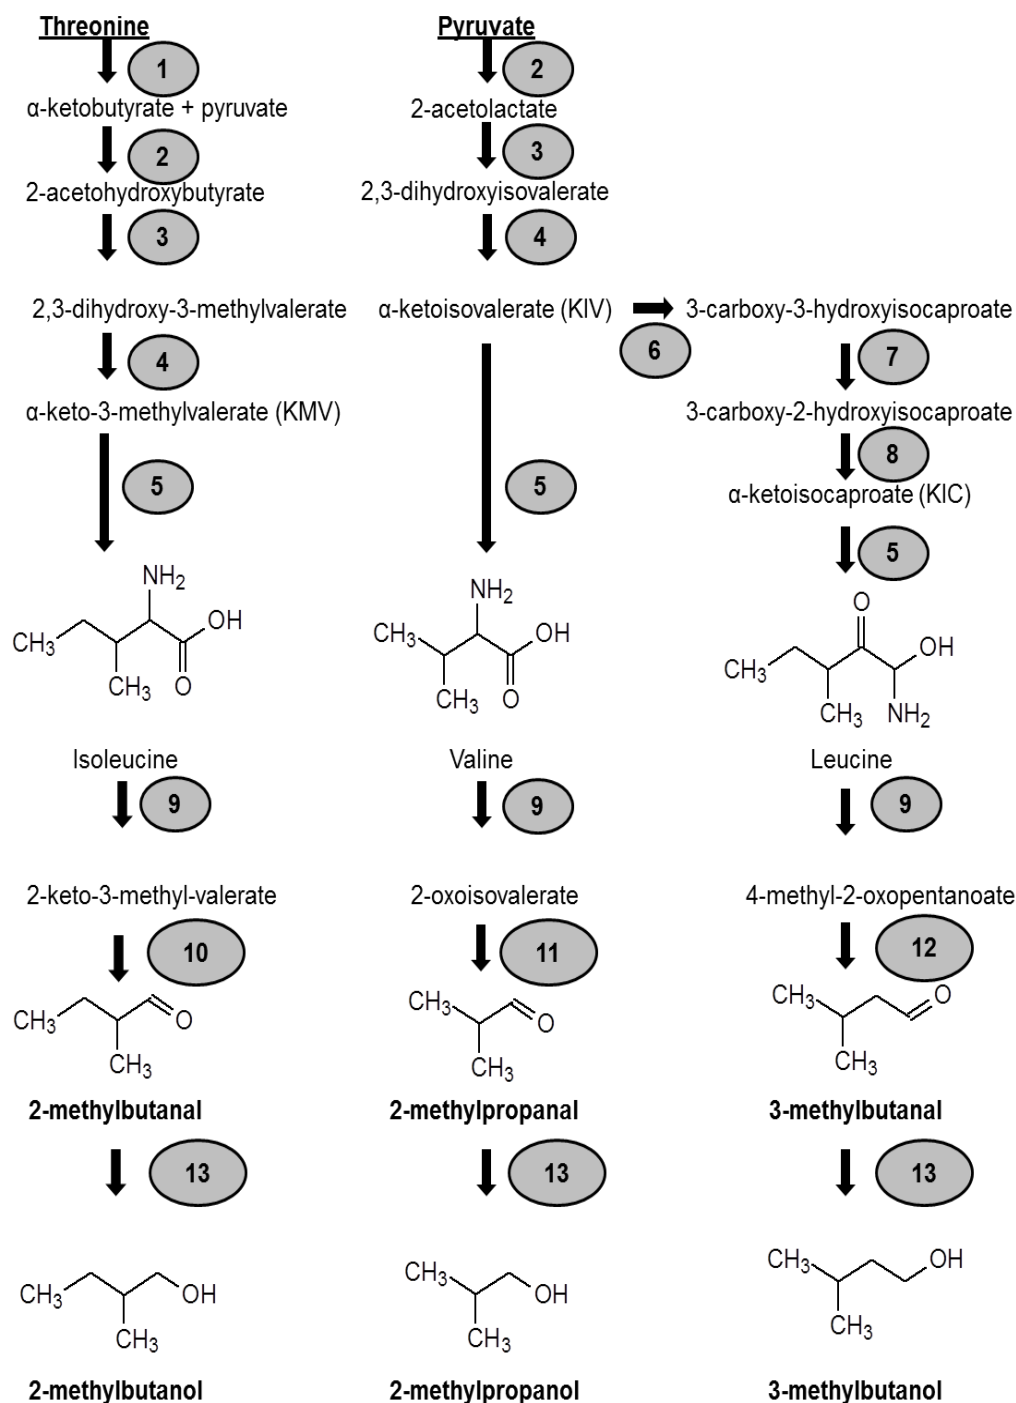 Threonine
1
α-ketobutyrate + pyruvate
2
2-acetohydroxybutyrate
3
2,3-dihydroxy-3-methylvalerate
4
α-keto-3-methylvalerate (KMV)
5
NH2
CH3
OH
CH3
O
Isoleucine
9
2-keto-3-methyl-valerate
10
CH3
O
CH3
2-methylbutanal
13
CH3
OH
CH3
2-methylbutanol
Pyruvate
2
2-acetolactate
3
2,3-dihydroxyisovalerate
4
α-ketoisovalerate (KIV)
5
NH2
CH3
OH
CH3
O
Valine
9
2-oxoisovalerate
11
CH3
O
CH3
2-methylpropanal
13
CH3
OH
CH3
2-methylpropanol
6
3-carboxy-3-hydroxyisocaproate
7
3-carboxy-2-hydroxyisocaproate
8
α-ketoisocaproate (KIC)
5
O
OH
CH3
CH3
NH2
Leucine
9
4-methyl-2-oxopentanoate
12
CH3
O
CH3
3-methylbutanal
13
CH3
OH
CH3
3-methylbutanol